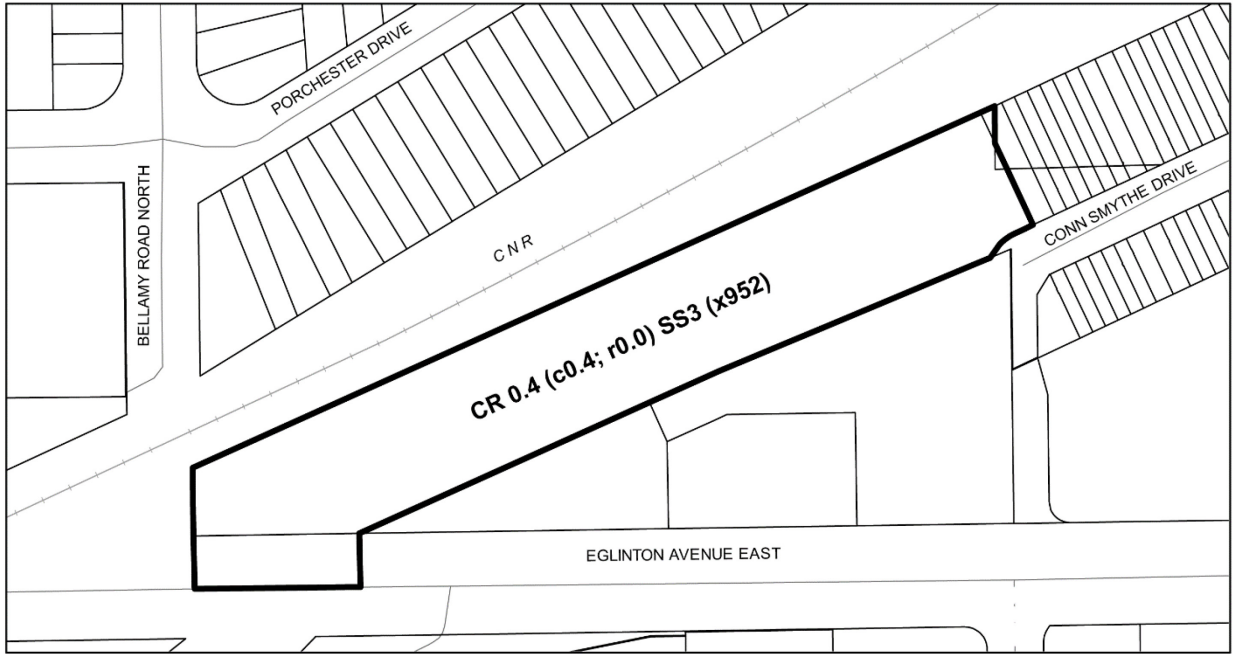 PORCHESTER DRIVE
BELLAMY ROAD NORTH
CNR
CONN SMYTHE DRIVE
CR 0.4 (c0.4; r0.0) SS3 (x952)
EGLINTON AVENUE EAST